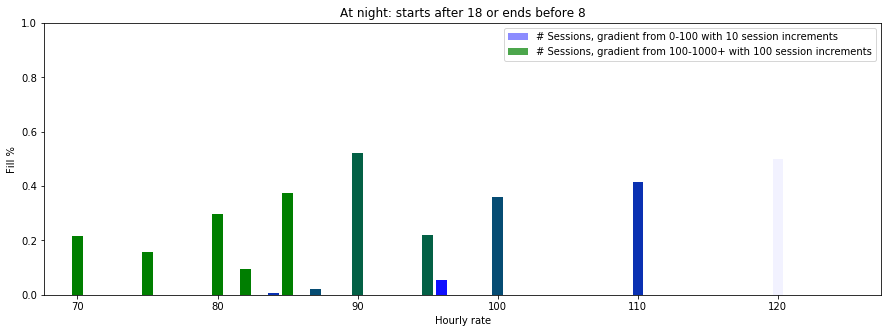 At night: starts after 18 or ends before 8
1.0
# Sessions, gradient from 0-100 with 10 session increments
# Sessions, gradient from 100-1000+ with 100 session increments
0.8
0.6
Fill %
0.4
0.2
0.0
70 80 90 100 110 120
Hourly rate